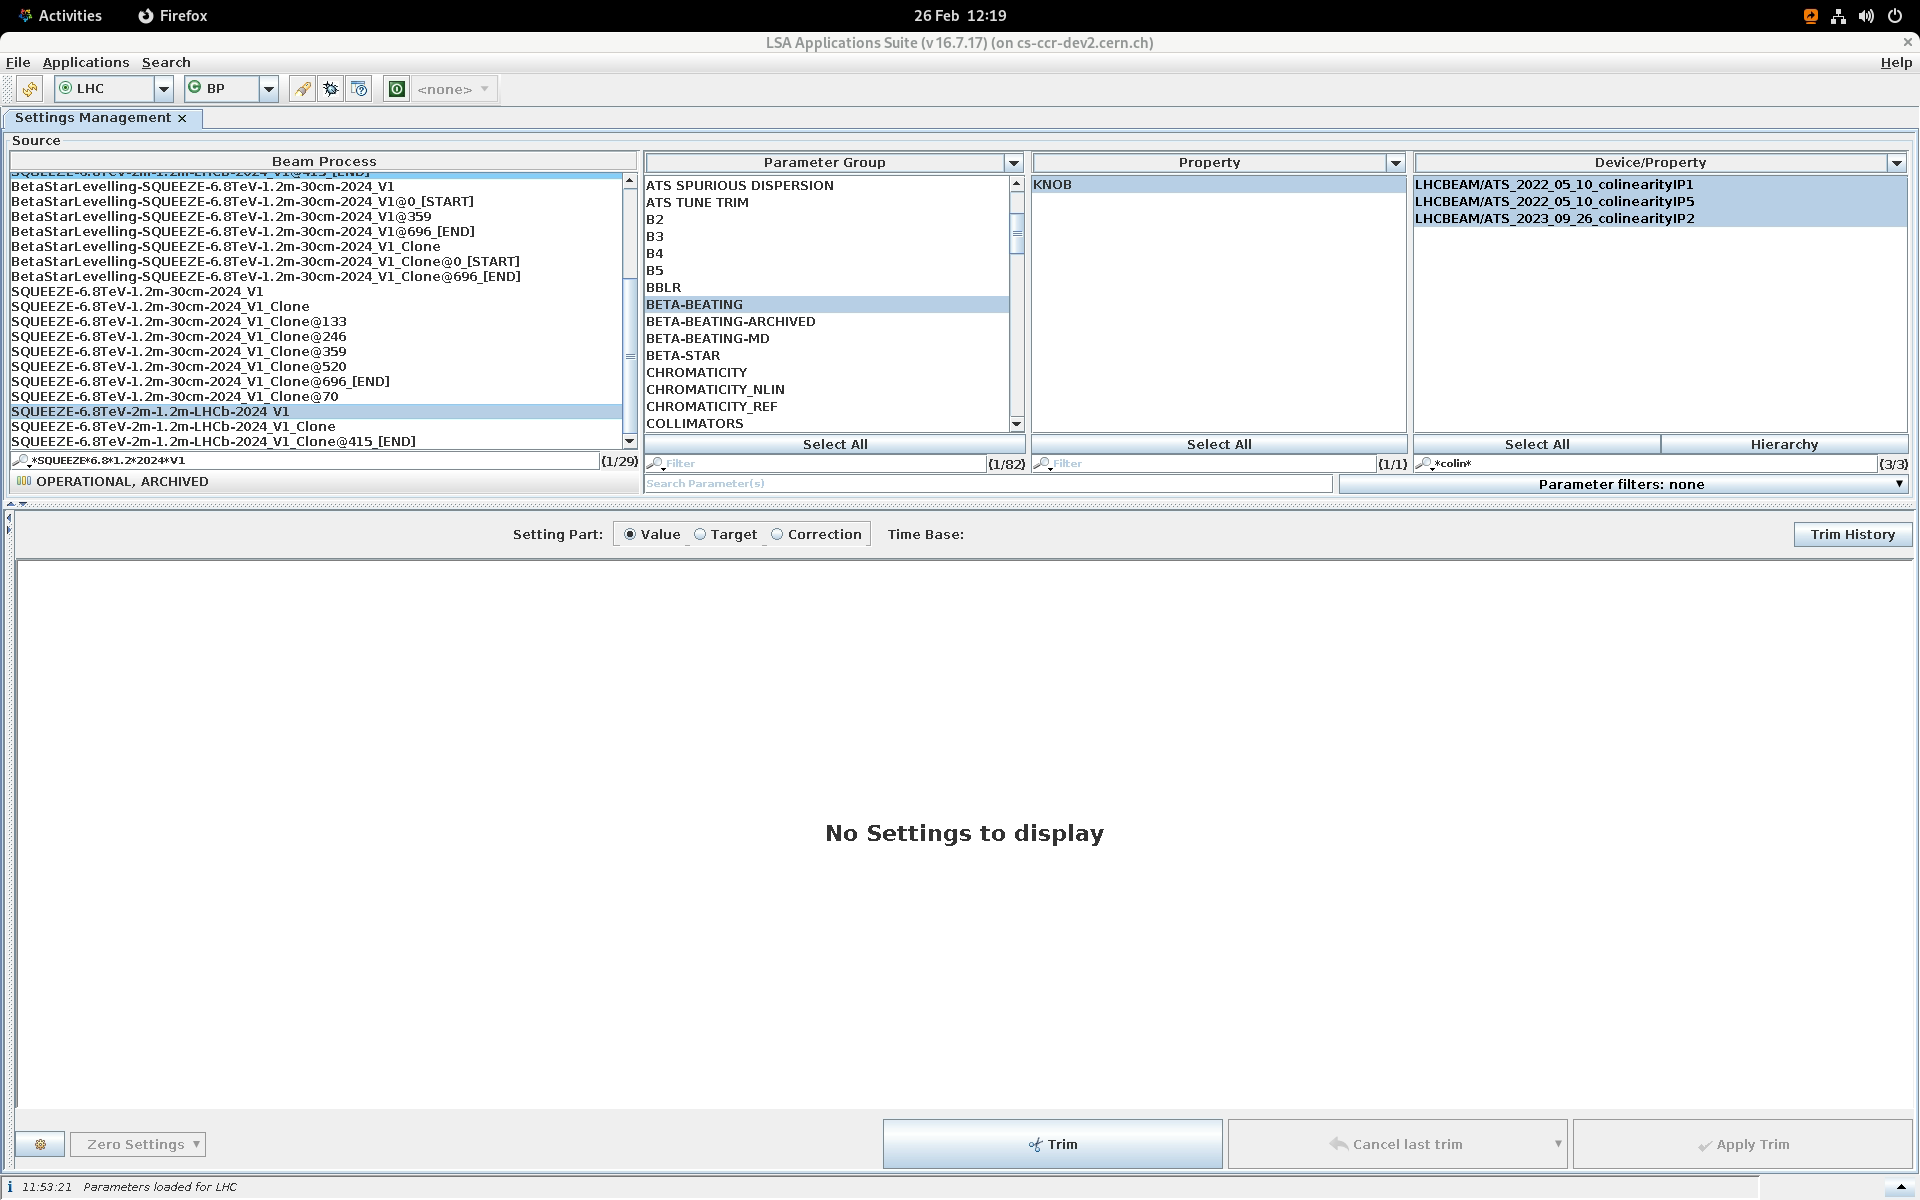 Activities Firefox 26 Feb 12:19
LSA Applications Suite (v 16.7.17) (on cs-ccr-dev2.cern.ch)
File Applications Search Help
LHC BP <none>
Settings Management
Source
Beam Process
SQUEEZE-6.8TeV-2m-1.2m-LHCb-2024_V1@415_[END]
BetaStarLevelling-SQUEEZE-6.8TeV-1.2m-30cm-2024_V1
BetaStarLevelling-SQUEEZE-6.8TeV-1.2m-30cm-2024_V1@0_[START]
BetaStarLevelling-SQUEEZE-6.8TeV-1.2m-30cm-2024_V1@359
BetaStarLevelling-SQUEEZE-6.8TeV-1.2m-30cm-2024_V1@696_[END]
BetaStarLevelling-SQUEEZE-6.8TeV-1.2m-30cm-2024_V1_Clone
BetaStarLevelling-SQUEEZE-6.8TeV-1.2m-30cm-2024_V1_Clone@0_[START]
BetaStarLevelling-SQUEEZE-6.8TeV-1.2m-30cm-2024_V1_Clone@696_[END]
SQUEEZE-6.8TeV-1.2m-30cm-2024_V1
SQUEEZE-6.8TeV-1.2m-30cm-2024_V1_Clone
SQUEEZE-6.8TeV-1.2m-30cm-2024_V1_Clone@133
SQUEEZE-6.8TeV-1.2m-30cm-2024_V1_Clone@246
SQUEEZE-6.8TeV-1.2m-30cm-2024_V1_Clone@359
SQUEEZE-6.8TeV-1.2m-30cm-2024_V1_Clone@520
SQUEEZE-6.8TeV-1.2m-30cm-2024_V1_Clone@696_[END]
SQUEEZE-6.8TeV-1.2m-30cm-2024_V1_Clone@70
SQUEEZE-6.8TeV-2m-1.2m-LHCb-2024_V1
SQUEEZE-6.8TeV-2m-1.2m-LHCb-2024_V1_Clone
SQUEEZE-6.8TeV-2m-1.2m-LHCb-2024_V1_Clone@415_[END]
*SQUEEZE*6.8*1.2*2024*V1 (1/29)
OPERATIONAL, ARCHIVED
Parameter Group
ATS SPURIOUS DISPERSION
ATS TUNE TRIM
B2
B3
B4
B5
BBLR
BETA-BEATING
BETA-BEATING-ARCHIVED
BETA-BEATING-MD
BETA-STAR
CHROMATICITY
CHROMATICITY_NLIN
CHROMATICITY_REF
COLLIMATORS
Select All
Filter (1/82)
Property
KNOB
Select All
Filter (1/1)
Device/Property
LHCBEAM/ATS_2022_05_10_colinearityIP1
LHCBEAM/ATS_2022_05_10_colinearityIP5
LHCBEAM/ATS_2023_09_26_colinearityIP2
Select All Hierarchy
*colin* (3/3)
Search Parameter(s) Parameter filters: none
Setting Part: Value Target Correction Time Base: Trim History
No Settings to display
Zero Settings Trim Cancel last trim Apply Trim
11:53:21 Parameters loaded for LHC